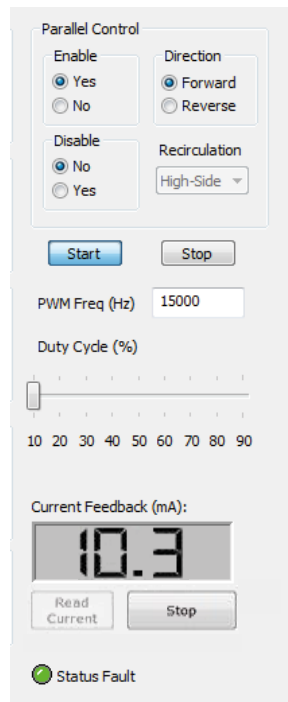 Parallel Control
Enable
Yes
No
Direction
Forward
Reverse
Disable
No
Yes
Recirculation
High-Side
Start Stop
PWM Freq (Hz) 15000
Duty Cycle (%)
10 20 30 40 50 60 70 80 90
Current Feedback (mA):
10.3
Read
Current
Stop
Status Fault